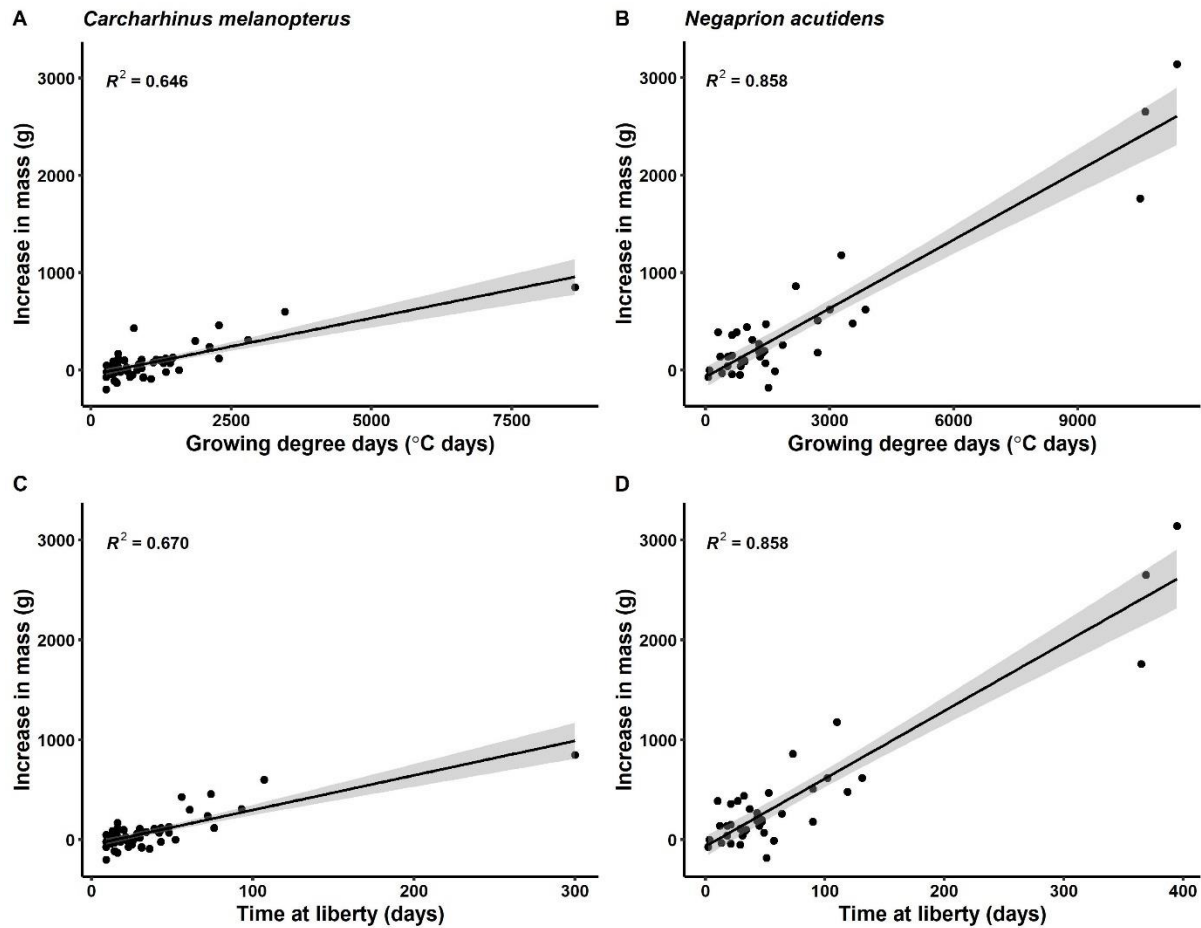 A Carcharhinus melanopterus
R² = 0.646
3000
2000
1000
0
Increase in mass (g)
0 2500 5000 7500
Growing degree days (°C days)
B Negaprion acutidens
R² = 0.858
3000
2000
1000
0
Increase in mass (g)
0 3000 6000 9000
Growing degree days (°C days)
C
R² = 0.670
3000
2000
1000
0
Increase in mass (g)
0 100 200 300
Time at liberty (days)
D
R² = 0.858
3000
2000
1000
0
Increase in mass (g)
0 100 200 300 400
Time at liberty (days)